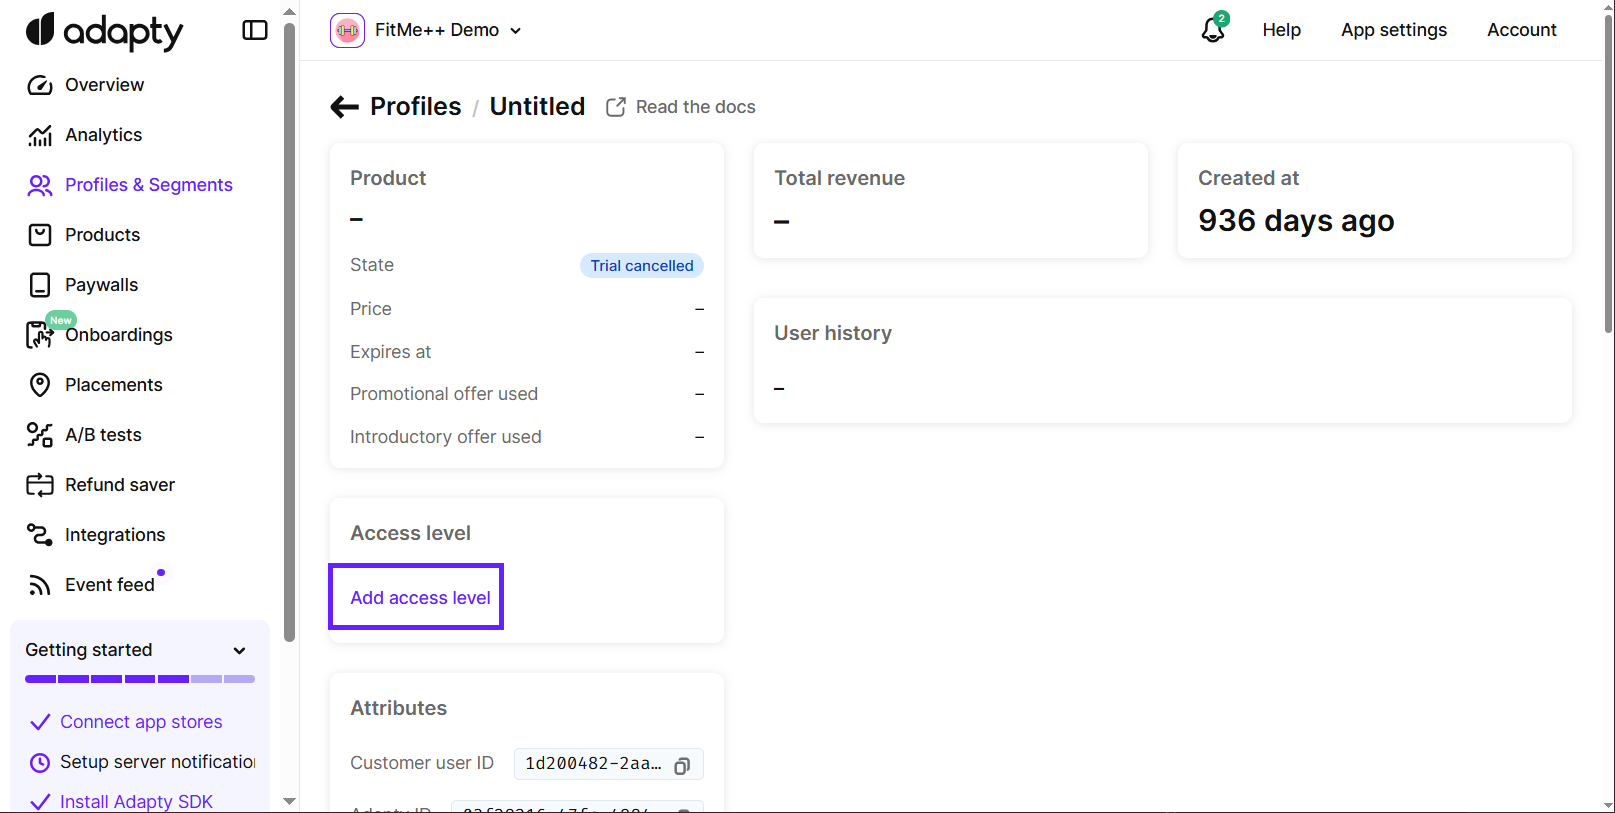 adapty
Overview
Analytics
Profiles & Segments
Products
Paywalls
New
Onboardings
Placements
A/B tests
Refund saver
Integrations
Event feed
Getting started
Connect app stores
Setup server notification
Install Adapty SDK
FitMe++ Demo
2
Help
App settings
Account
Profiles / Untitled
Read the docs
Product
–
State Trial cancelled
Price –
Expires at –
Promotional offer used –
Introductory offer used –
Access level
Add access level
Attributes
Customer user ID 1d200482-2aa…
Adapty ID
Total revenue
–
Created at
936 days ago
User history
–